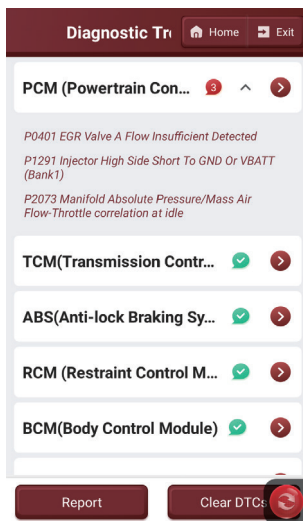 Diagnostic Tr
Home
Exit
PCM (Powertrain Con...
3
P0401 EGR Valve A Flow Insufficient Detected
P1291 Injector High Side Short To GND Or VBATT
(Bank1)
P2073 Manifold Absolute Pressure/Mass Air
Flow-Throttle correlation at idle
TCM(Transmission Contr...
ABS(Anti-lock Braking Sy...
RCM (Restraint Control M...
BCM(Body Control Module)
Report
Clear DTCs